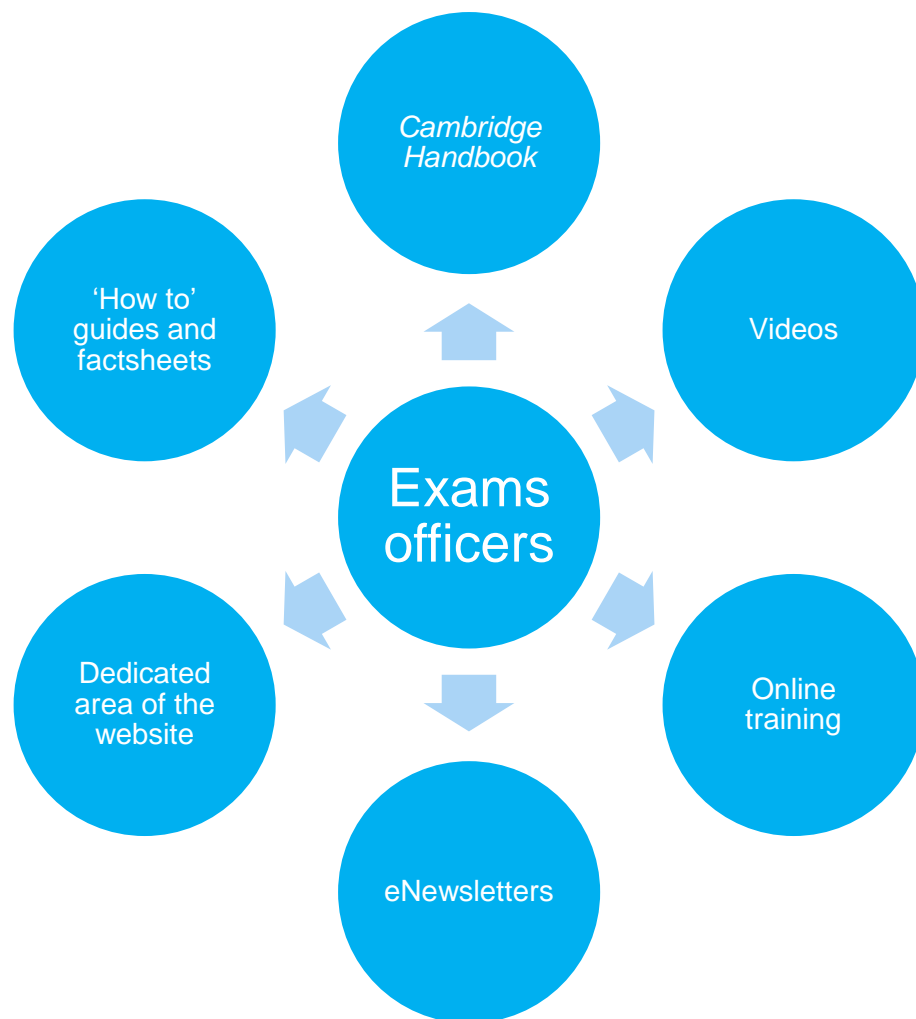 Cambridge
Handbook
‘How to’
guides and
factsheets
Videos
Exams
officers
Dedicated
area of the
website
Online
training
eNewsletters